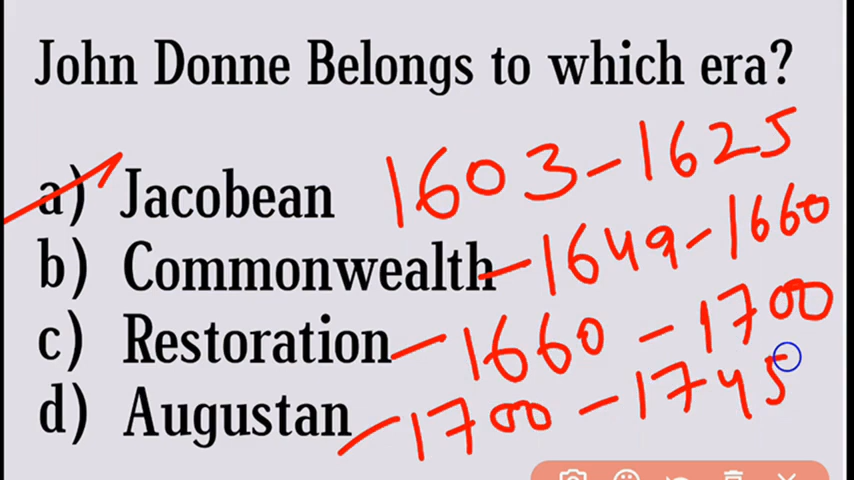 John Donne Belongs to which era?
a) Jacobean 1603-1625
b) Commonwealth - 1649-1660
c) Restoration - 1660 - 1700
d) Augustan - 1700 - 1745